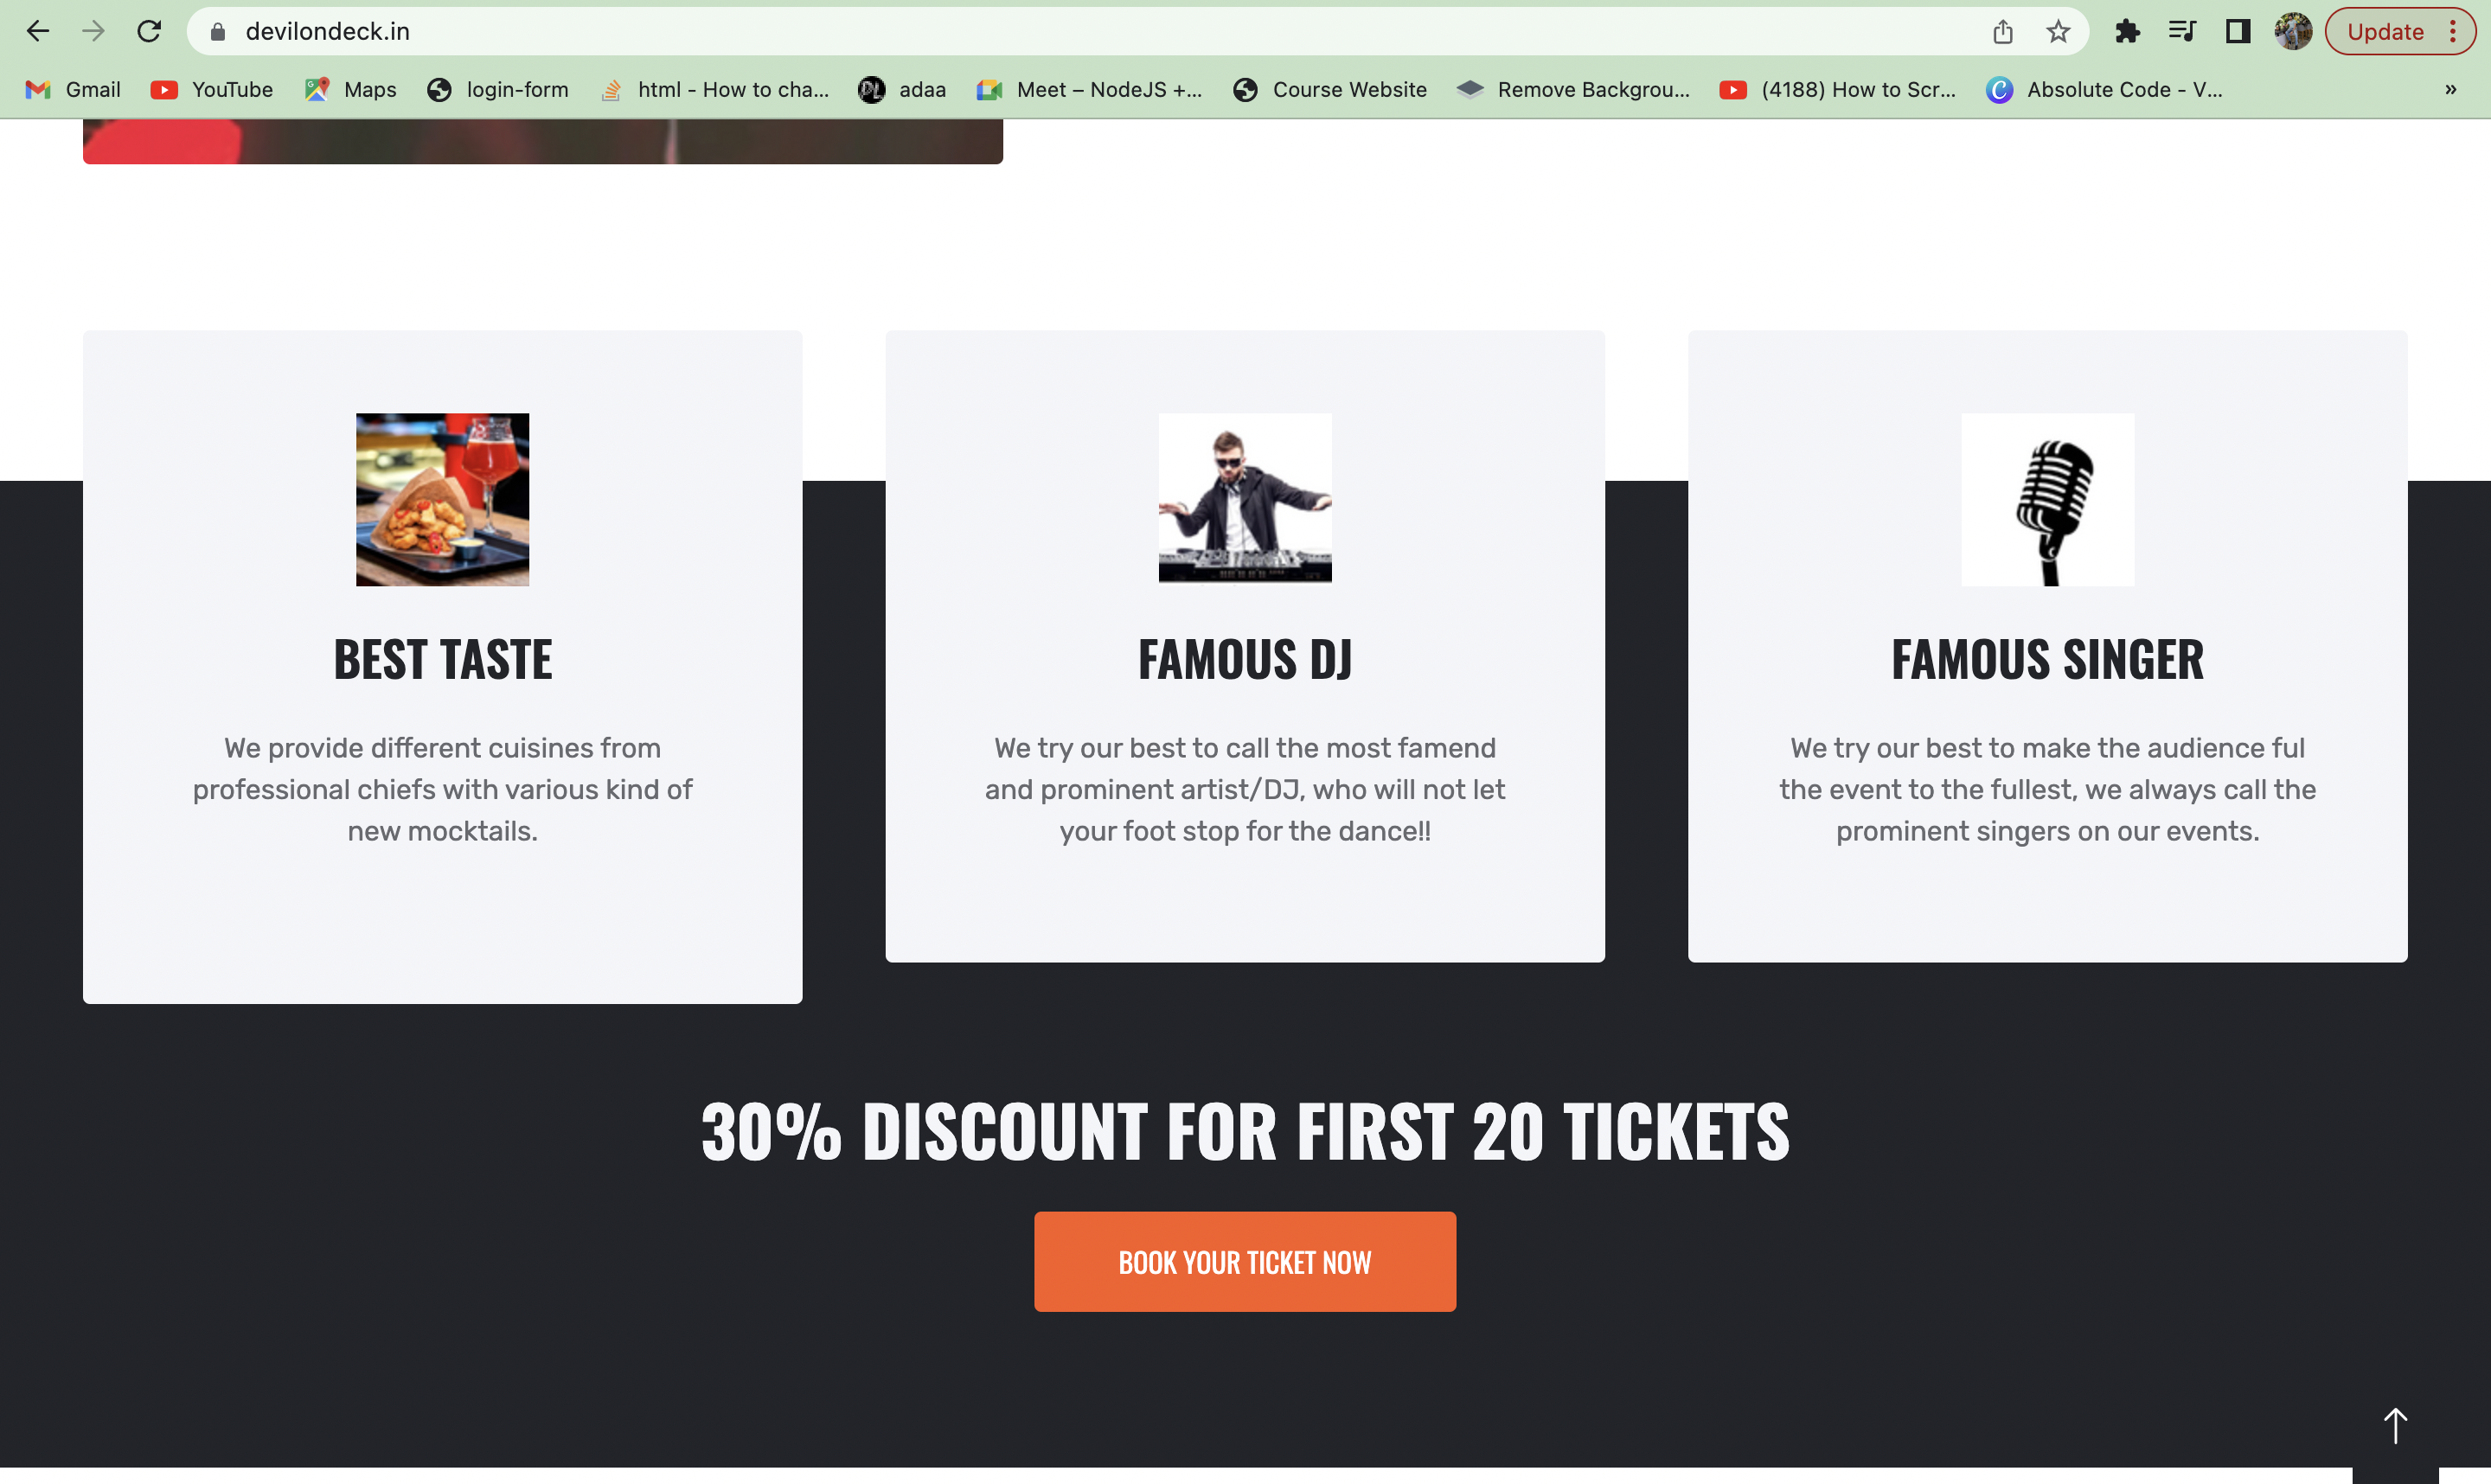 devilondeck.in
Update
Gmail
YouTube
Maps
login-form
html - How to cha...
adaa
Meet – NodeJS +...
Course Website
Remove Backgrou...
(4188) How to Scr...
Absolute Code - V...
»
BEST TASTE
We provide different cuisines from
professional chiefs with various kind of
new mocktails.
FAMOUS DJ
We try our best to call the most famend
and prominent artist/DJ, who will not let
your foot stop for the dance!!
FAMOUS SINGER
We try our best to make the audience ful
the event to the fullest, we always call the
prominent singers on our events.
30% DISCOUNT FOR FIRST 20 TICKETS
BOOK YOUR TICKET NOW